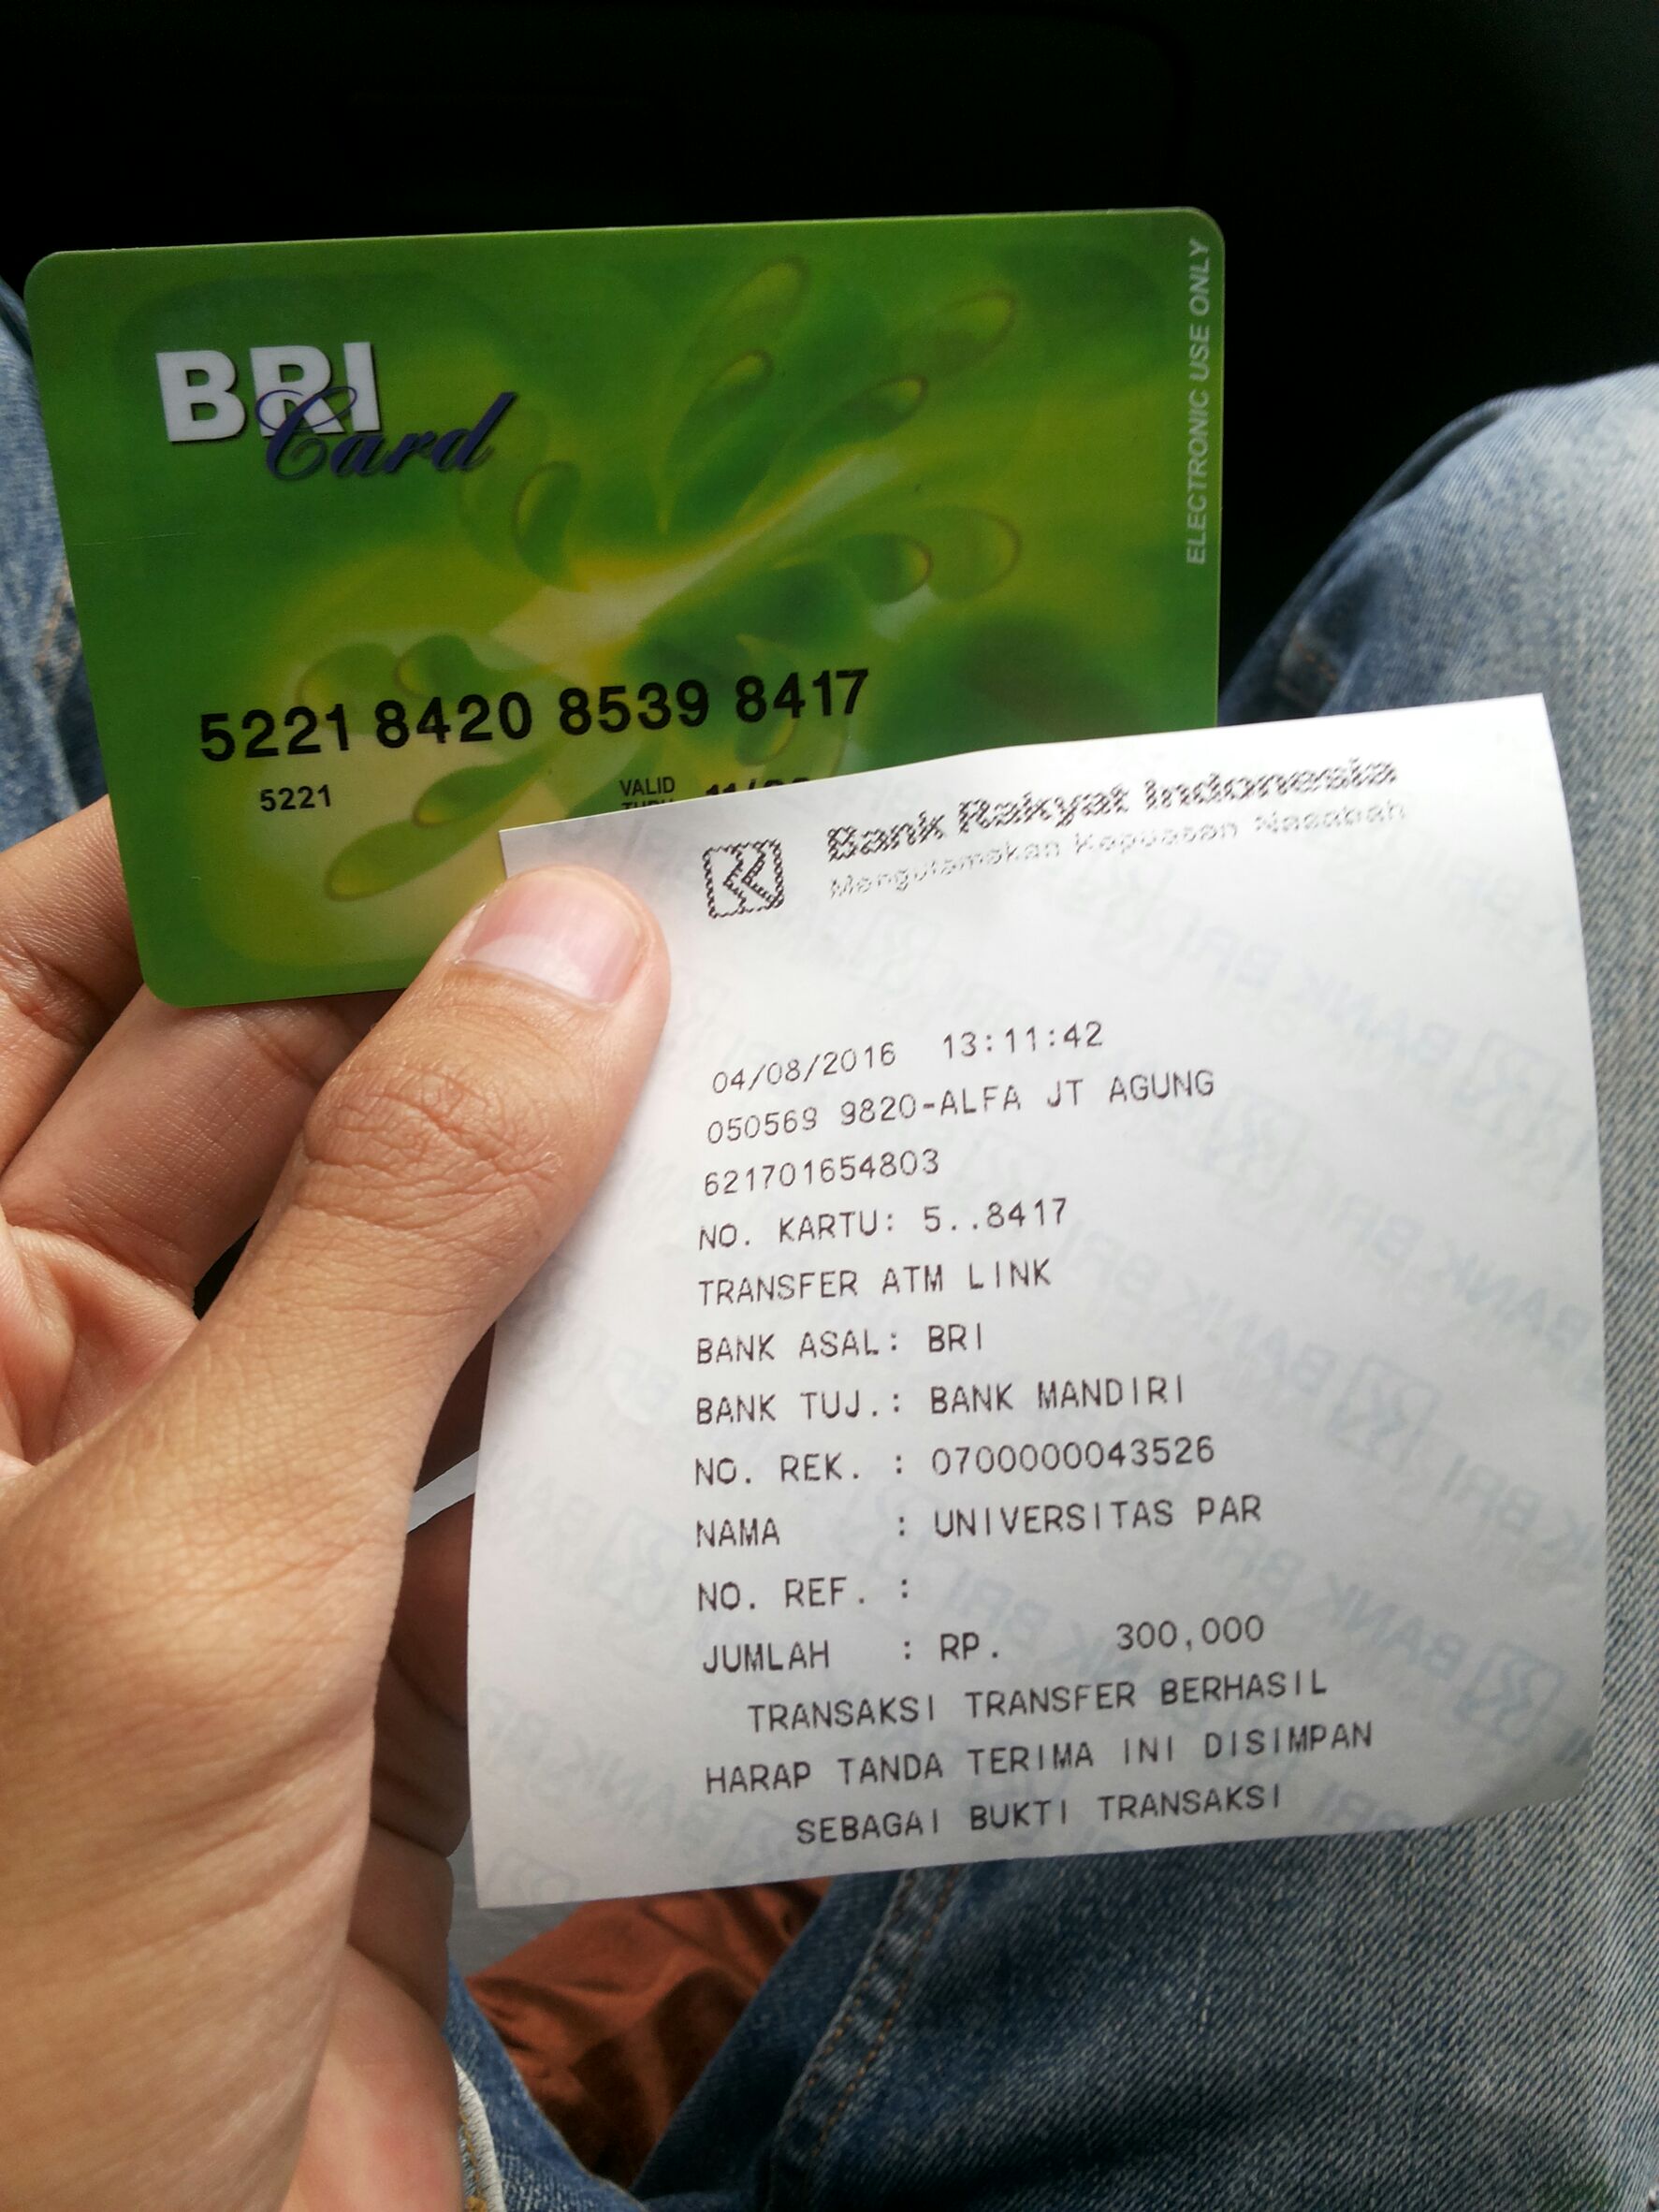 BRI
Card
ELECTRONIC USE ONLY
5221 8420 8539 8417
5221
VALID
THRU
Bank Rakyat Indonesia
Mengutamakan Kepuasan Nasabah
04/08/2016 13:11:42
050569 9820-ALFA JT AGUNG
621701654803
NO. KARTU: 5..8417
TRANSFER ATM LINK
BANK ASAL: BRI
BANK TUJ.: BANK MANDIRI
NO. REK. : 0700000043526
NAMA : UNIVERSITAS PAR
NO. REF. :
JUMLAH : RP. 300,000
TRANSAKSI TRANSFER BERHASIL
HARAP TANDA TERIMA INI DISIMPAN
SEBAGAI BUKTI TRANSAKSI